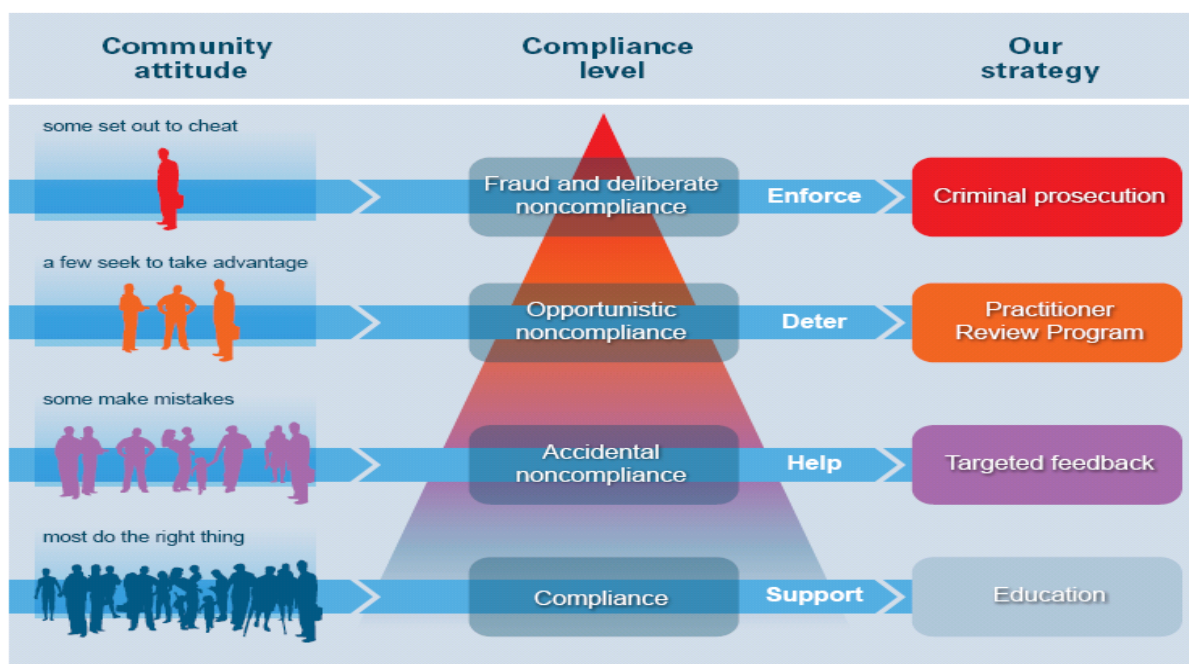 Community
attitude
Compliance
level
Our
strategy
some set out to cheat
Fraud and deliberate
noncompliance
Enforce
Criminal prosecution
a few seek to take advantage
Opportunistic
noncompliance
Deter
Practitioner
Review Program
some make mistakes
Accidental
noncompliance
Help
Targeted feedback
most do the right thing
Compliance
Support
Education